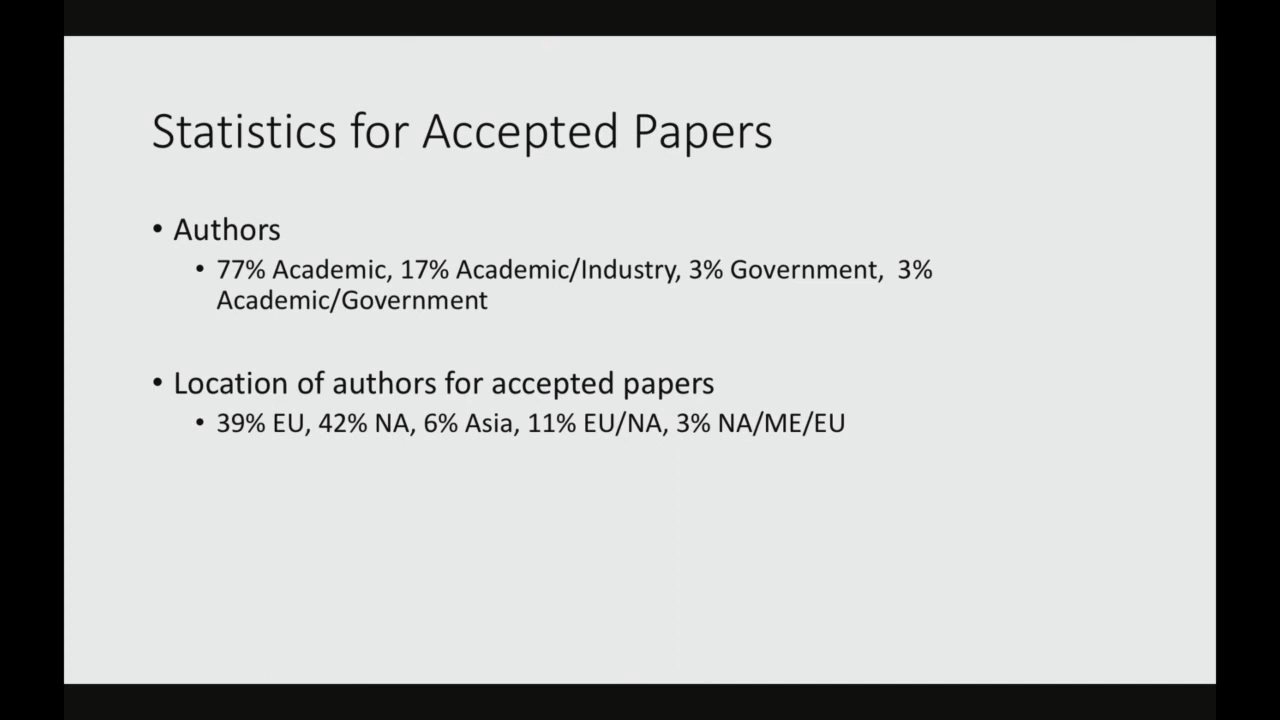 Statistics for Accepted Papers
• Authors
• 77% Academic, 17% Academic/Industry, 3% Government,  3%
Academic/Government
• Location of authors for accepted papers
• 39% EU, 42% NA, 6% Asia, 11% EU/NA, 3% NA/ME/EU